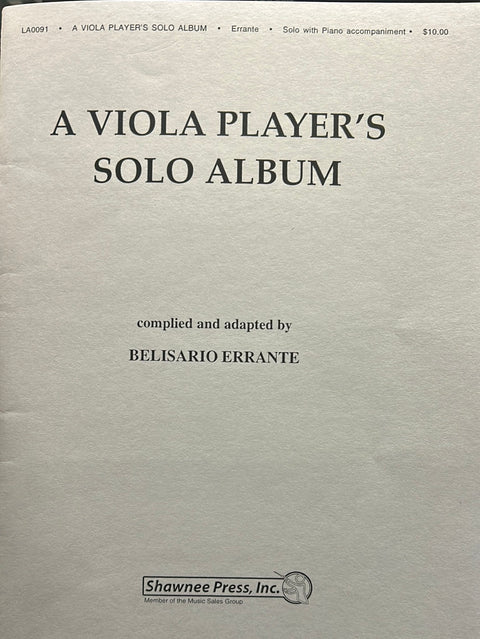 LA0091 • A VIOLA PLAYER'S SOLO ALBUM • Errante • Solo with Piano accompaniment • $10.00
A VIOLA PLAYER'S
SOLO ALBUM
complied and adapted by
BELISARIO ERRANTE
Shawnee Press, Inc.
Member of the Music Sales Group